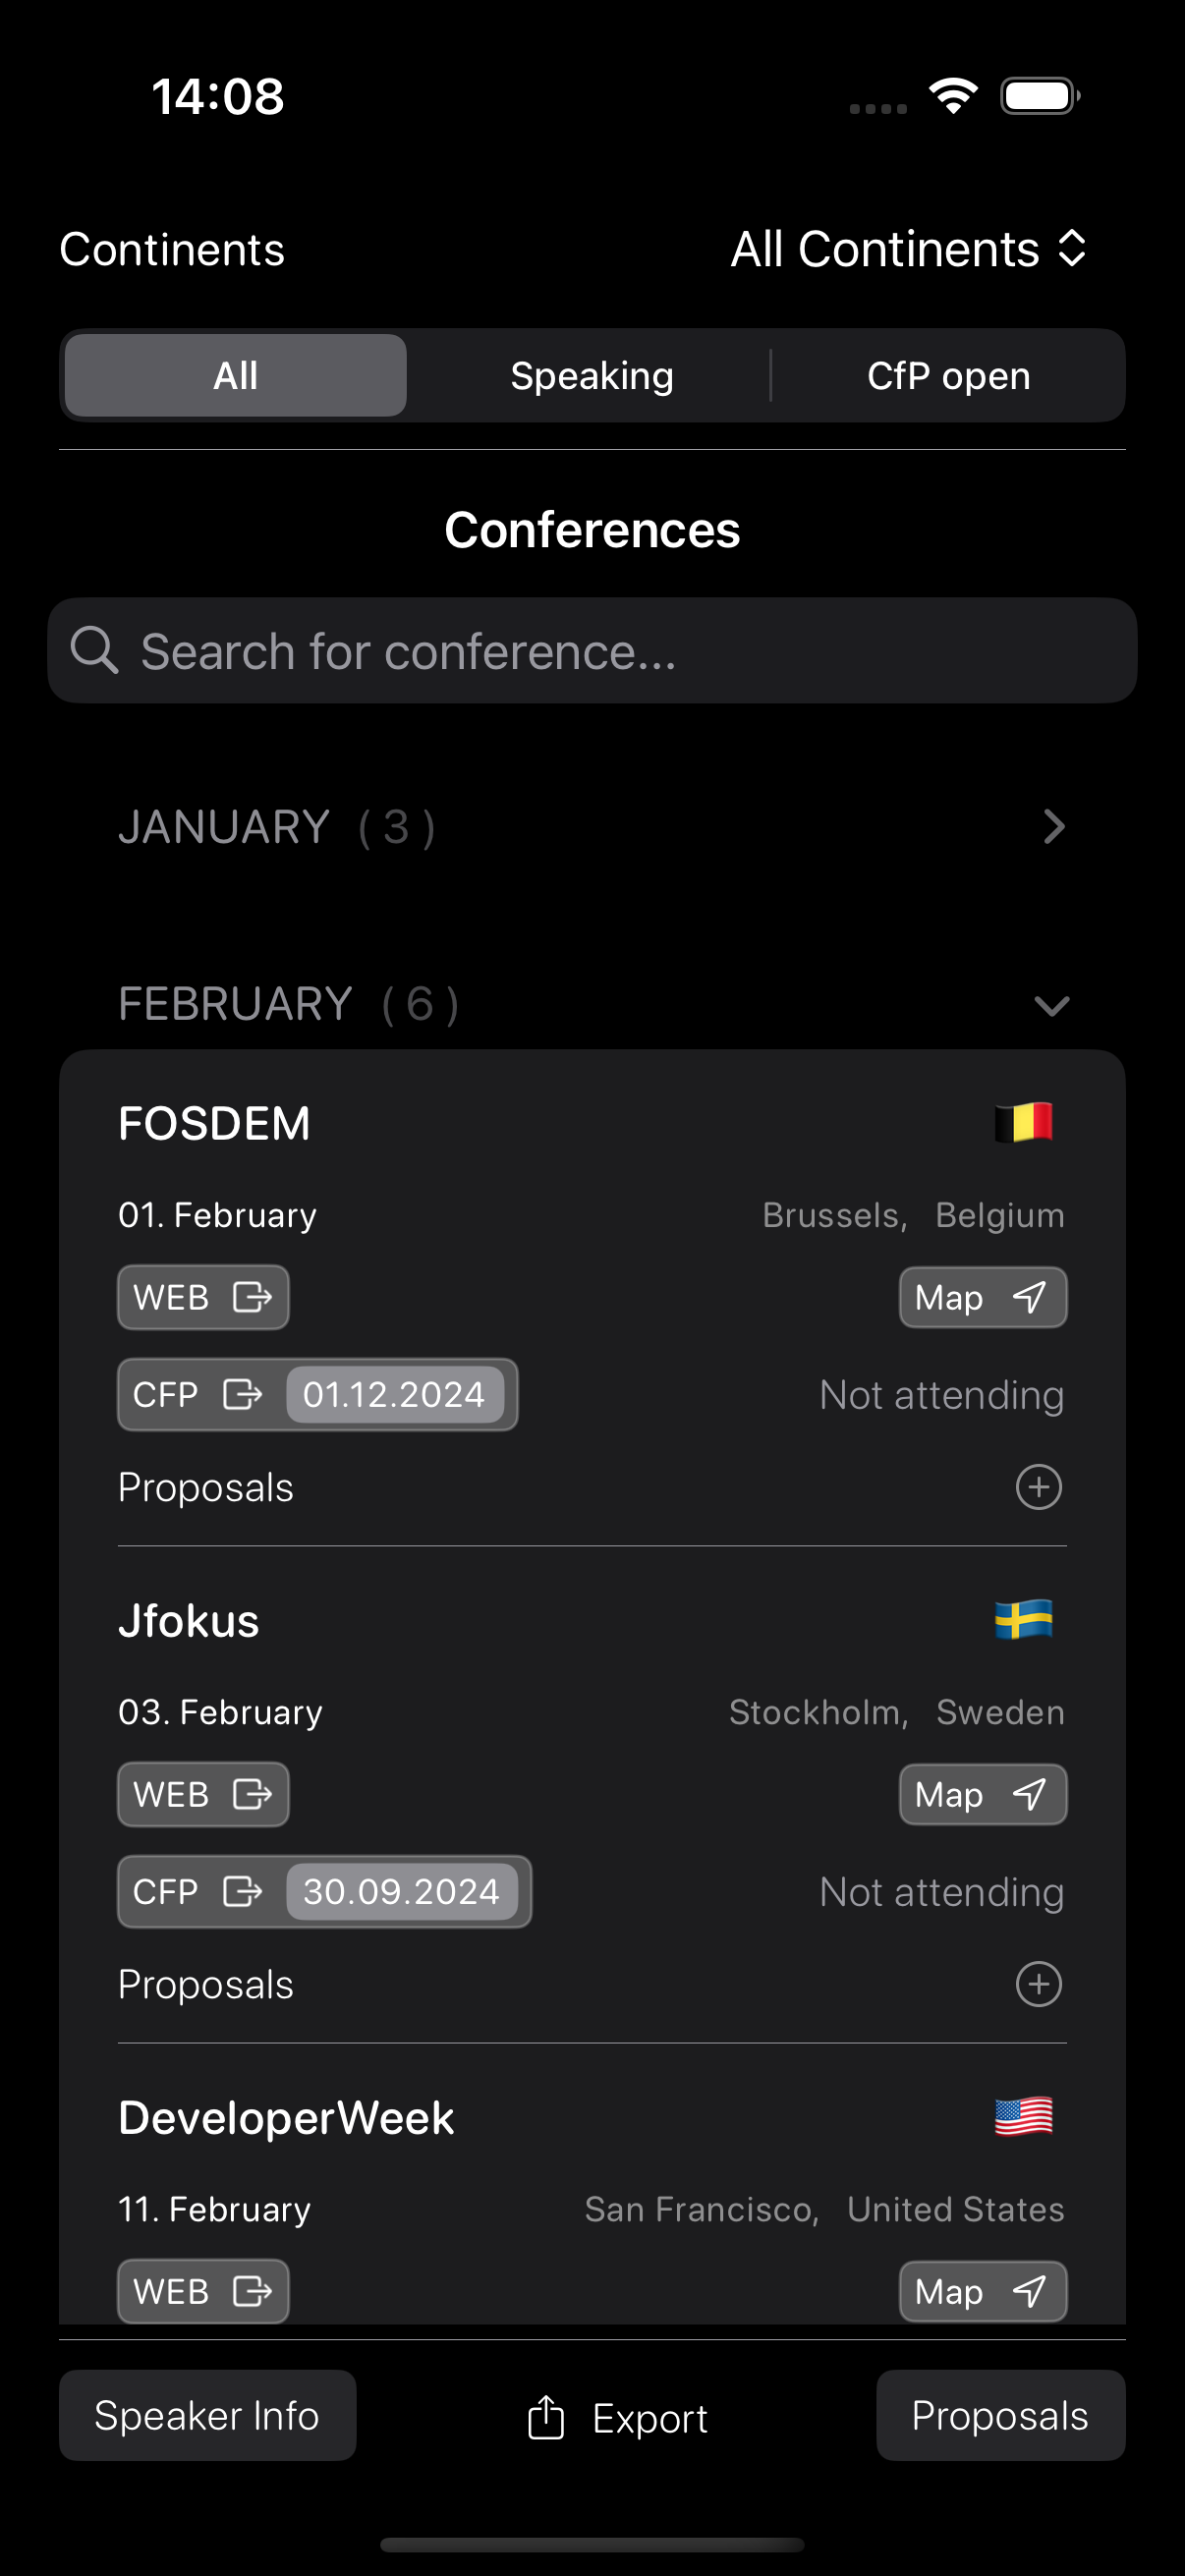 14:08
Continents All Continents
All Speaking CfP open
Conferences
Search for conference...
JANUARY ( 3 )
FEBRUARY ( 6 )
FOSDEM
01. February Brussels, Belgium
WEB Map
CFP 01.12.2024 Not attending
Proposals
Jfokus
03. February Stockholm, Sweden
WEB Map
CFP 30.09.2024 Not attending
Proposals
DeveloperWeek
11. February San Francisco, United States
WEB Map
Speaker Info Export Proposals